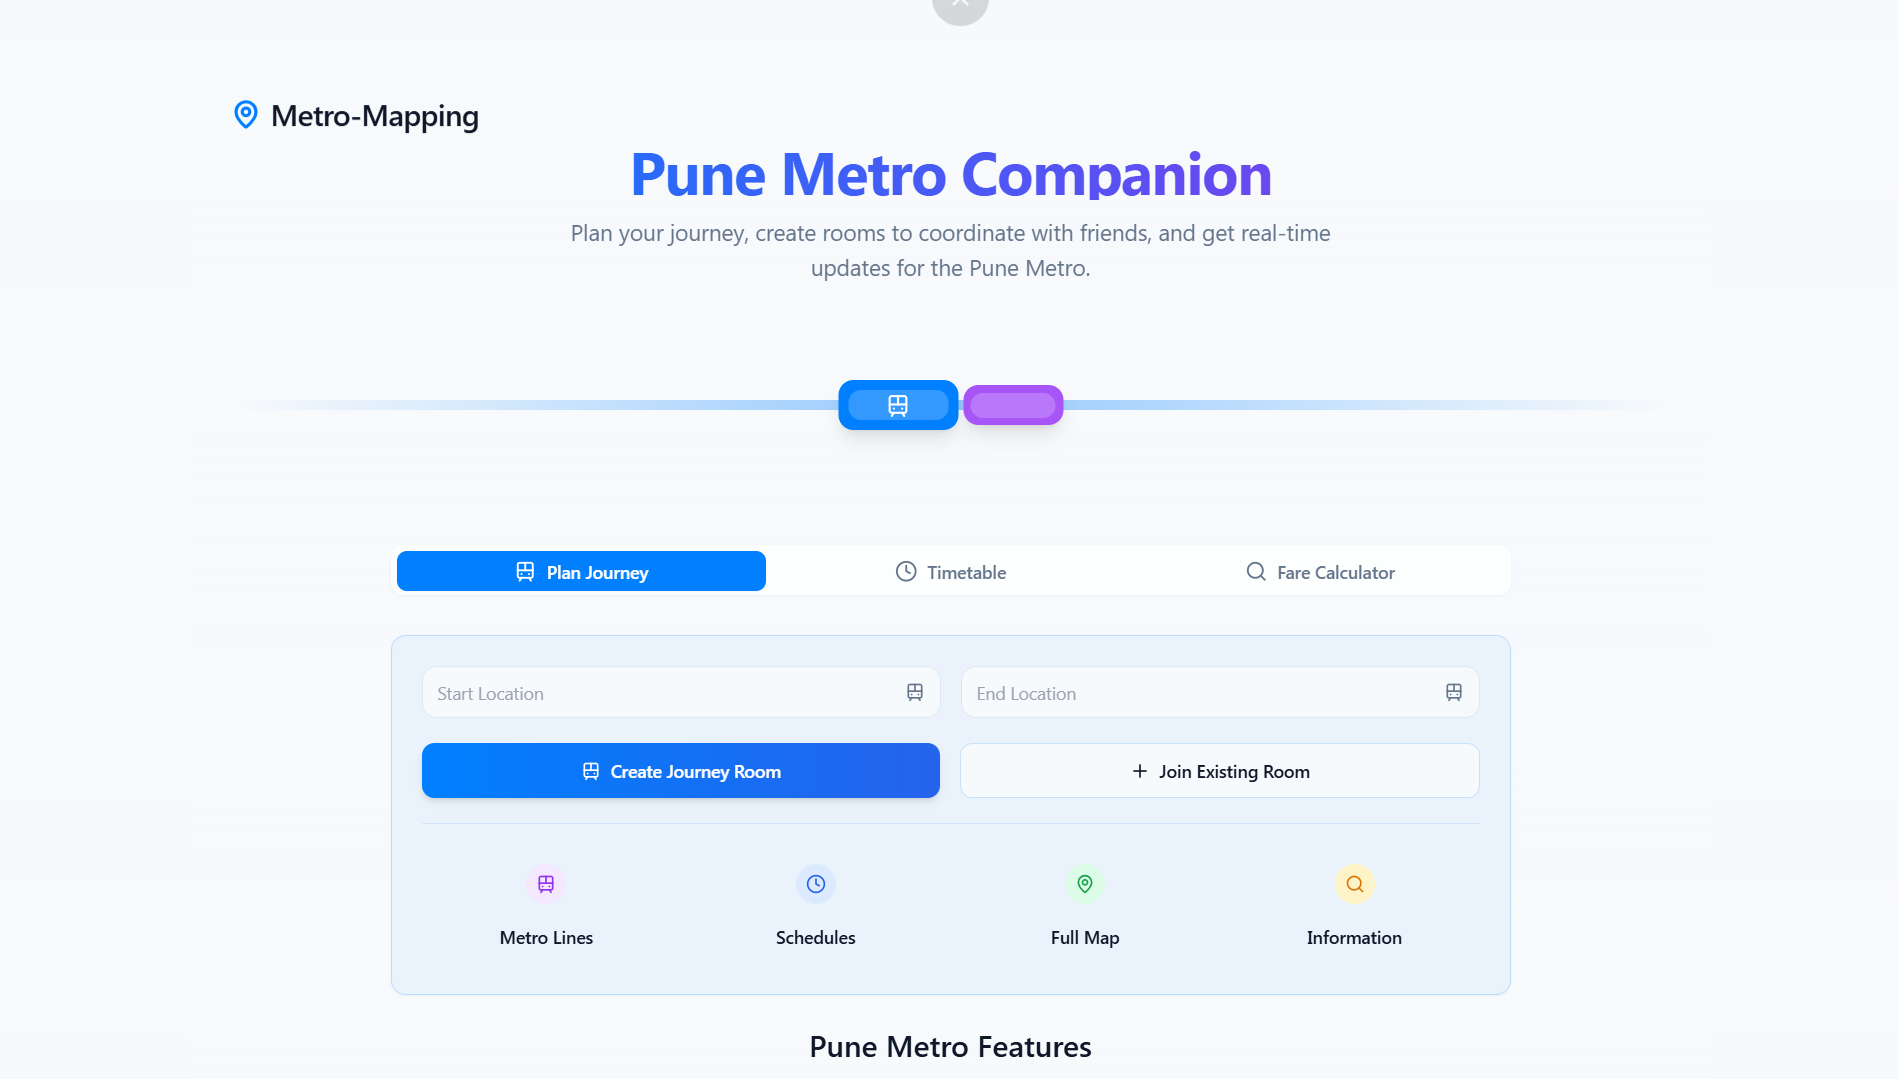 Metro-Mapping
Pune Metro Companion
Plan your journey, create rooms to coordinate with friends, and get real-time
updates for the Pune Metro.
Plan Journey
Timetable
Fare Calculator
Start Location
End Location
Create Journey Room
Join Existing Room
Metro Lines
Schedules
Full Map
Information
Pune Metro Features